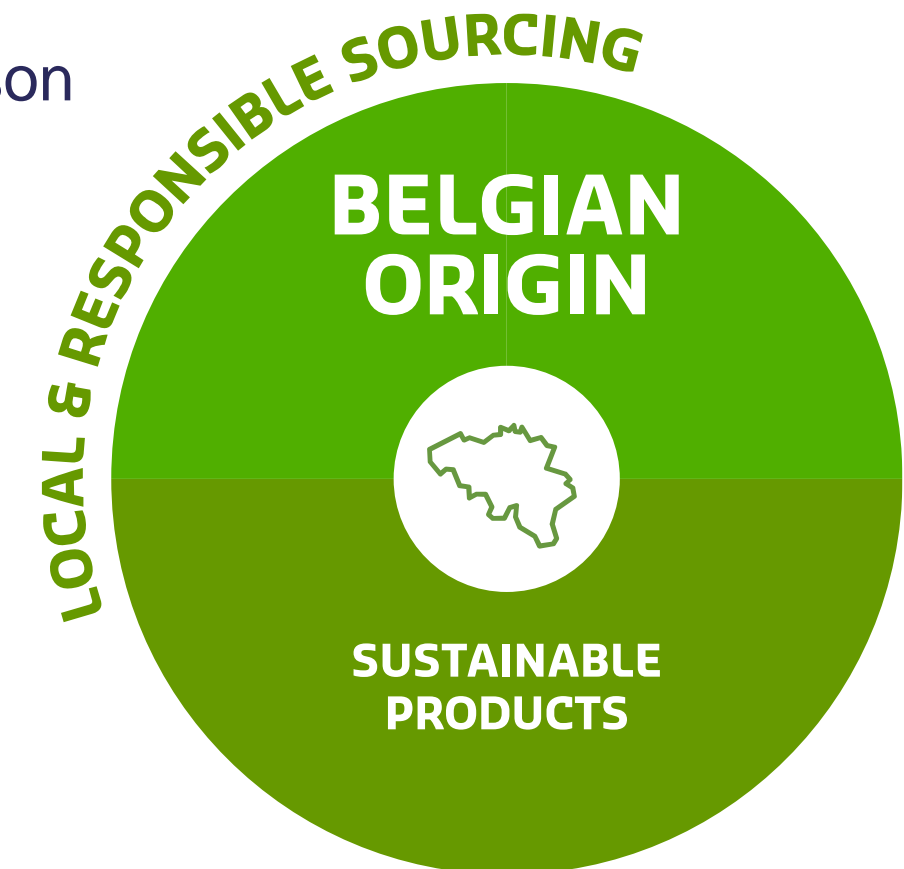 LOCAL & RESPONSIBLE SOURCING
BELGIAN
ORIGIN
SUSTAINABLE
PRODUCTS